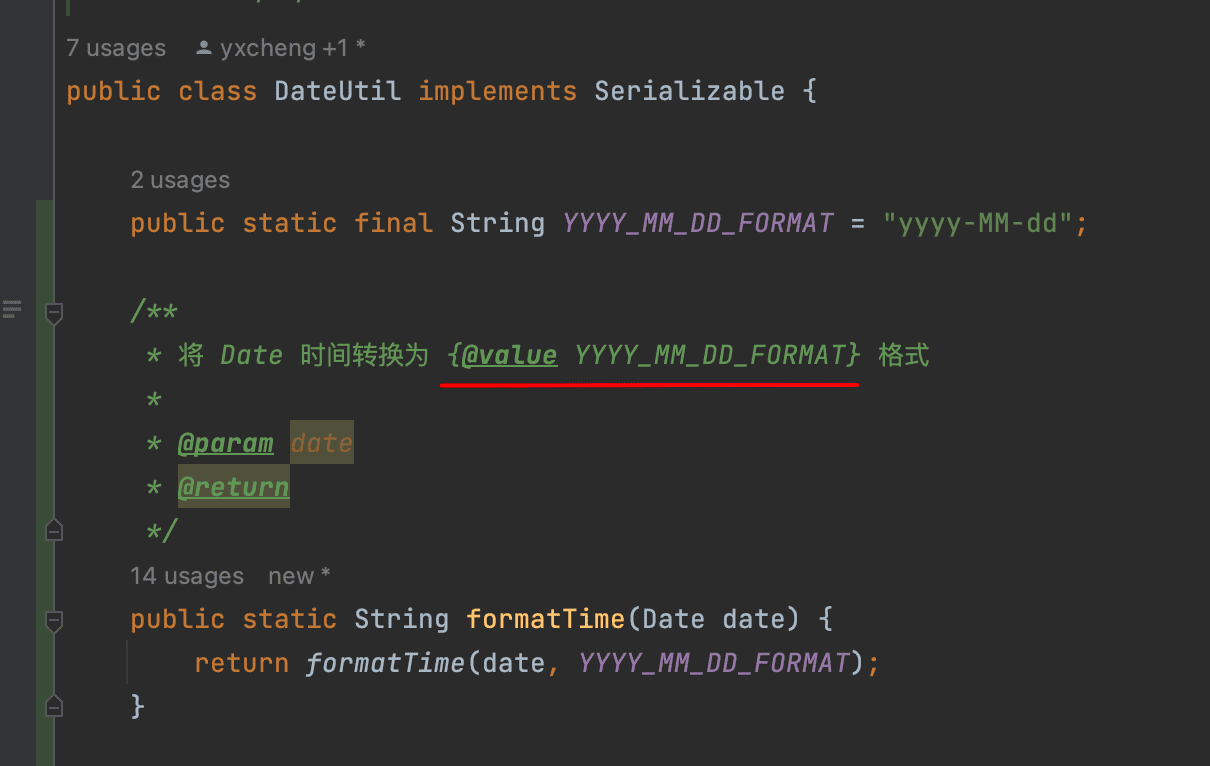 7 usages yxcheng +1 *
public class DateUtil implements Serializable {
2 usages
public static final String YYYY_MM_DD_FORMAT = "yyyy-MM-dd";
/**
* 将 Date 时间转换为 {@value YYYY_MM_DD_FORMAT} 格式
*
* @param date
* @return
*/
14 usages new *
public static String formatTime(Date date) {
return formatTime(date, YYYY_MM_DD_FORMAT);
}